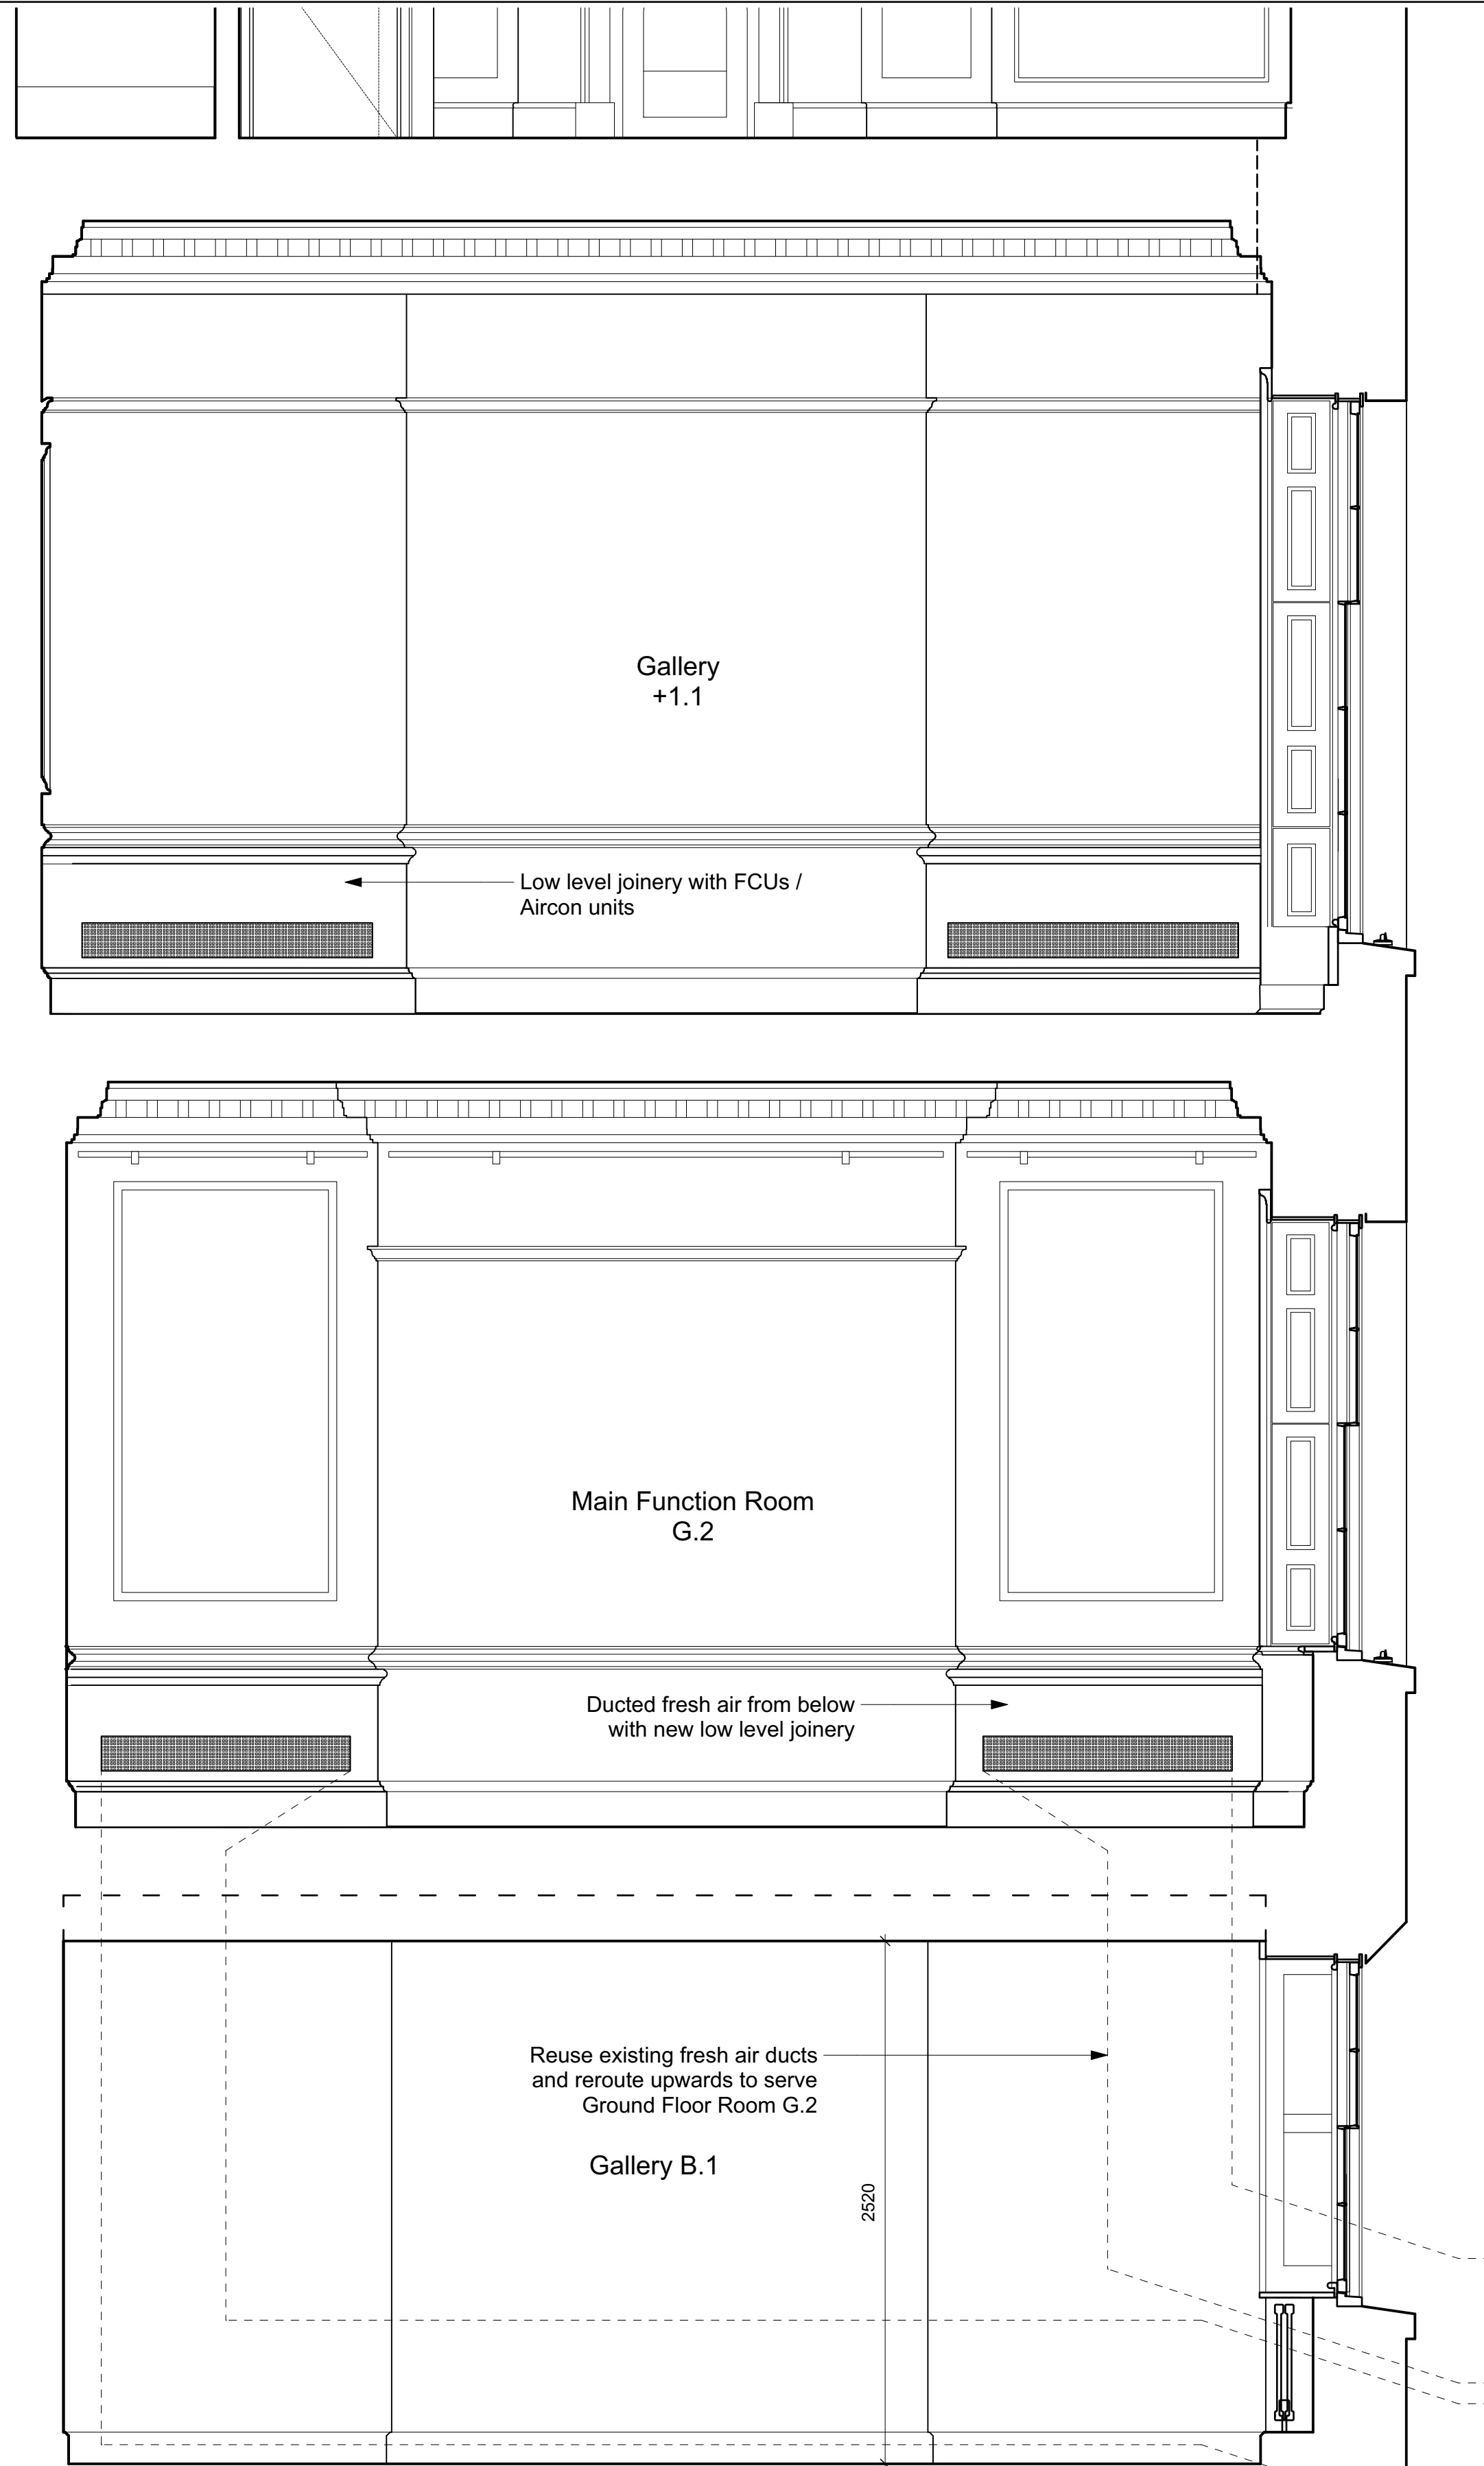 Gallery
+1.1
Low level joinery with FCUs /
Aircon units
Main Function Room
G.2
Ducted fresh air from below
with new low level joinery
Reuse existing fresh air ducts
and reroute upwards to serve
Ground Floor Room G.2
Gallery B.1
2520